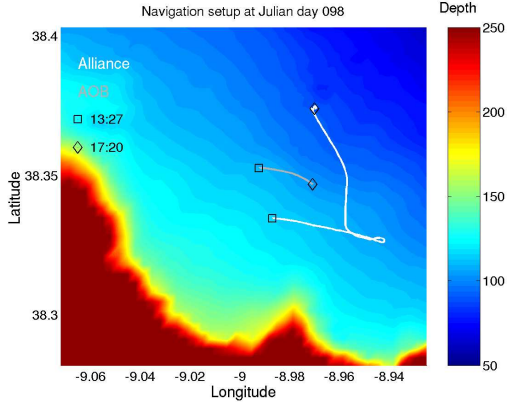 Navigation setup at Julian day 098
Depth
38.4
38.35
38.3
Latitude
Alliance
AOB
13:27
17:20
250
200
150
100
50
-9.06
-9.04
-9.02
-9
-8.98
-8.96
-8.94
Longitude